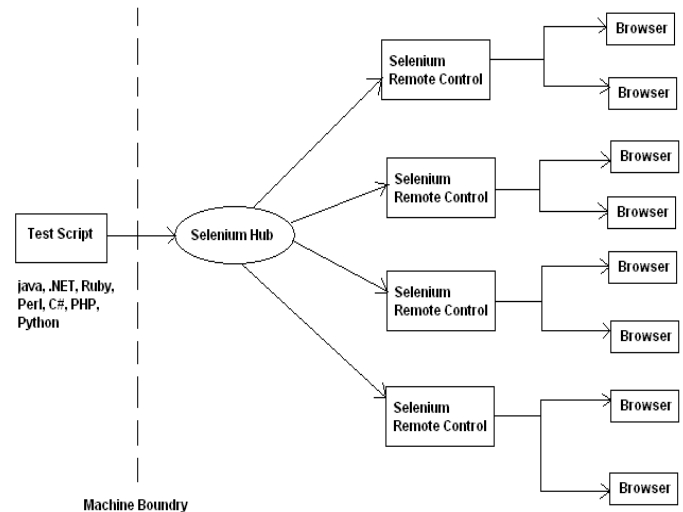 Test Script
java, .NET, Ruby,
Perl, C#, PHP,
Python
Machine Boundry
Selenium Hub
Selenium
Remote Control
Browser
Browser
Selenium
Remote Control
Browser
Browser
Selenium
Remote Control
Browser
Browser
Selenium
Remote Control
Browser
Browser